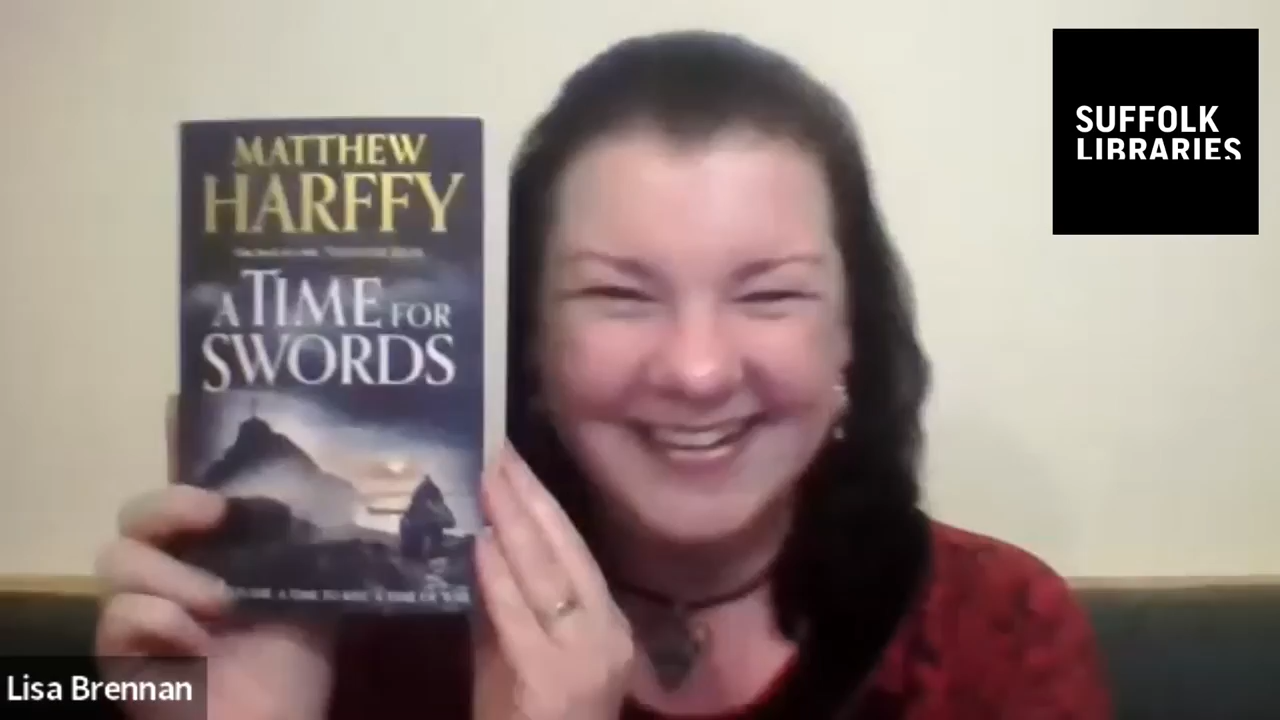 MATTHEW
HARFFY
A TIME FOR
SWORDS
SUFFOLK
LIBRARIES
Lisa Brennan